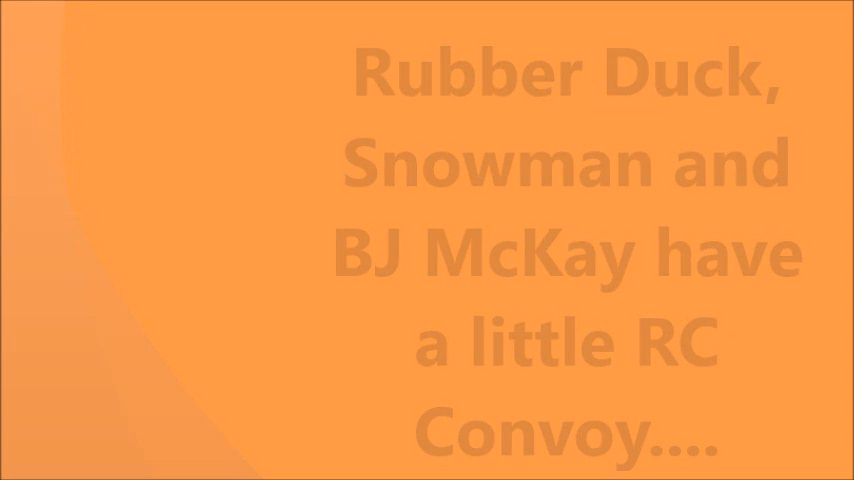 Rubber Duck,
Snowman and
BJ McKay have
a little RC
Convoy....